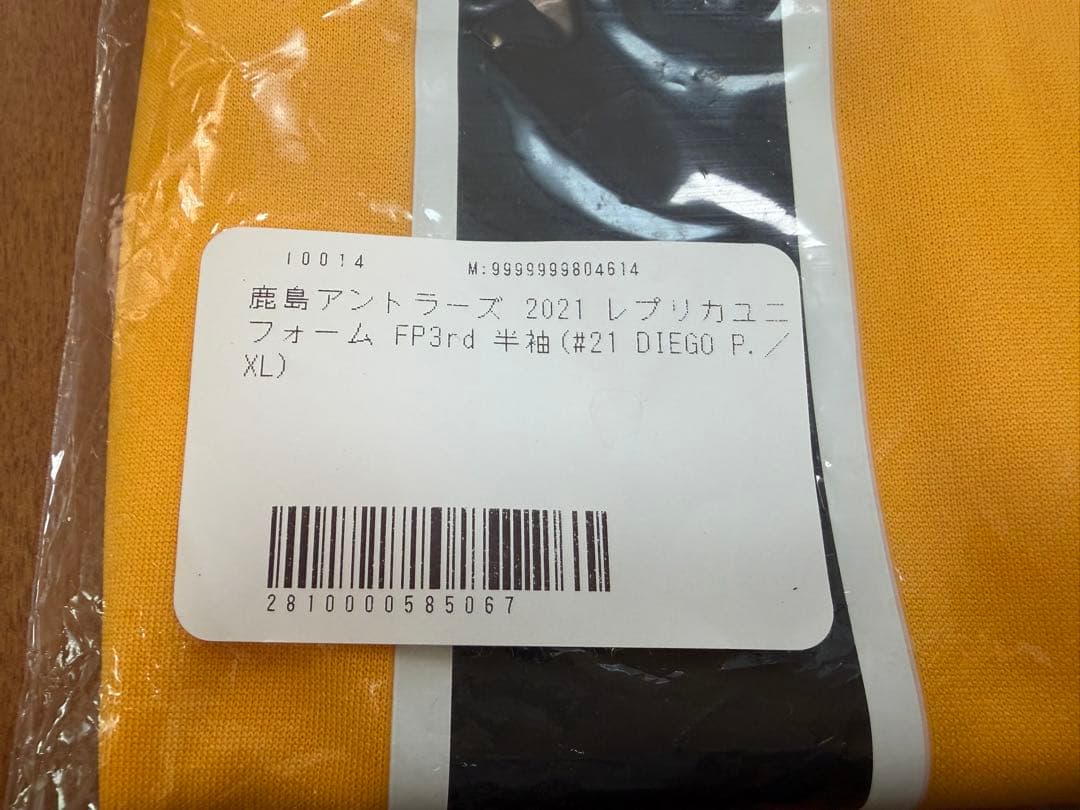 I0014
M:9999999804614
鹿島アントラーズ 2021 レプリカユニ
フォーム FP3rd 半袖(#21 DIEGO P.／
XL)
2810000585067